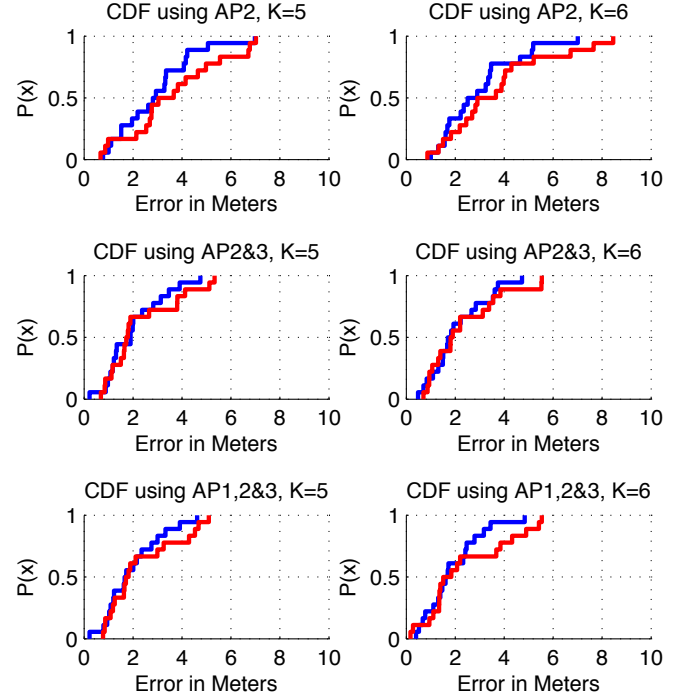 CDF using AP2, K=5
1
0.5
0
P(x)
0 2 4 6 8 10
Error in Meters
CDF using AP2, K=6
1
0.5
0
P(x)
0 2 4 6 8 10
Error in Meters
CDF using AP2&3, K=5
1
0.5
0
P(x)
0 2 4 6 8 10
Error in Meters
CDF using AP2&3, K=6
1
0.5
0
P(x)
0 2 4 6 8 10
Error in Meters
CDF using AP1,2&3, K=5
1
0.5
0
P(x)
0 2 4 6 8 10
Error in Meters
CDF using AP1,2&3, K=6
1
0.5
0
P(x)
0 2 4 6 8 10
Error in Meters